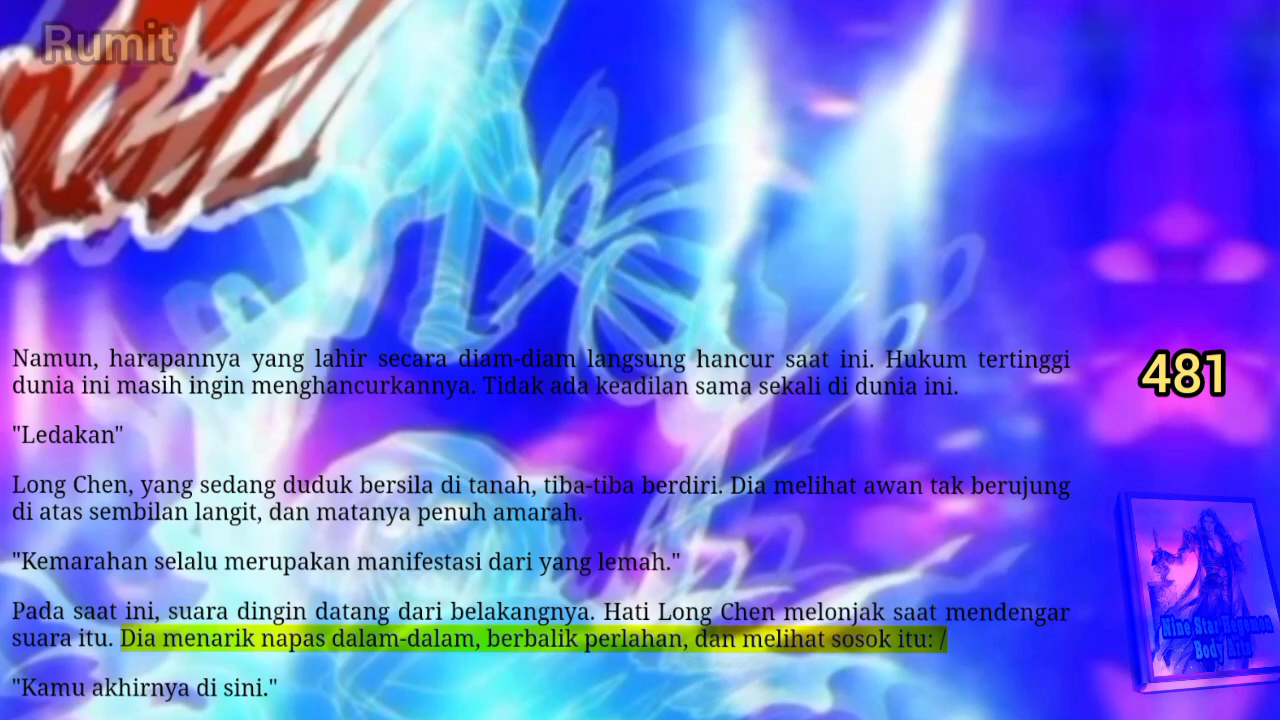 Rumit
Namun, harapannya yang lahir secara diam-diam langsung hancur saat ini. Hukum tertinggi
dunia ini masih ingin menghancurkannya. Tidak ada keadilan sama sekali di dunia ini.
"Ledakan"
Long Chen, yang sedang duduk bersila di tanah, tiba-tiba berdiri. Dia melihat awan tak berujung
di atas sembilan langit, dan matanya penuh amarah.
"Kemarahan selalu merupakan manifestasi dari yang lemah."
Pada saat ini, suara dingin datang dari belakangnya. Hati Long Chen melonjak saat mendengar
suara itu. Dia menarik napas dalam-dalam, berbalik perlahan, dan melihat sosok itu: /
"Kamu akhirnya di sini."
481
Nine Star Hegemon
Body Arts